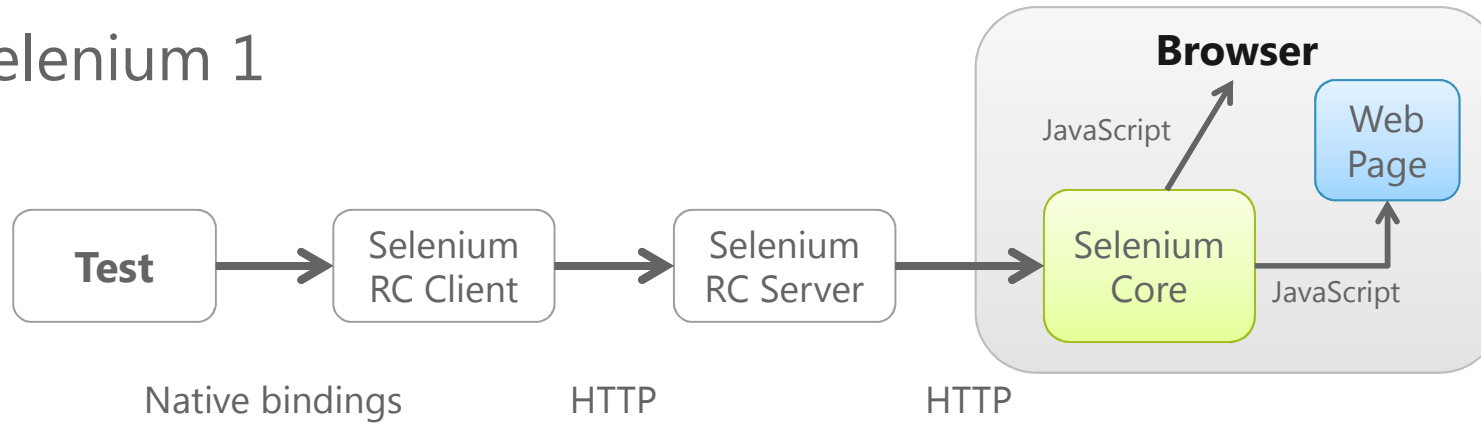 elenium 1
Browser
JavaScript
Web
Page
Test
Selenium
RC Client
Selenium
RC Server
Selenium
Core
JavaScript
Native bindings
HTTP
HTTP